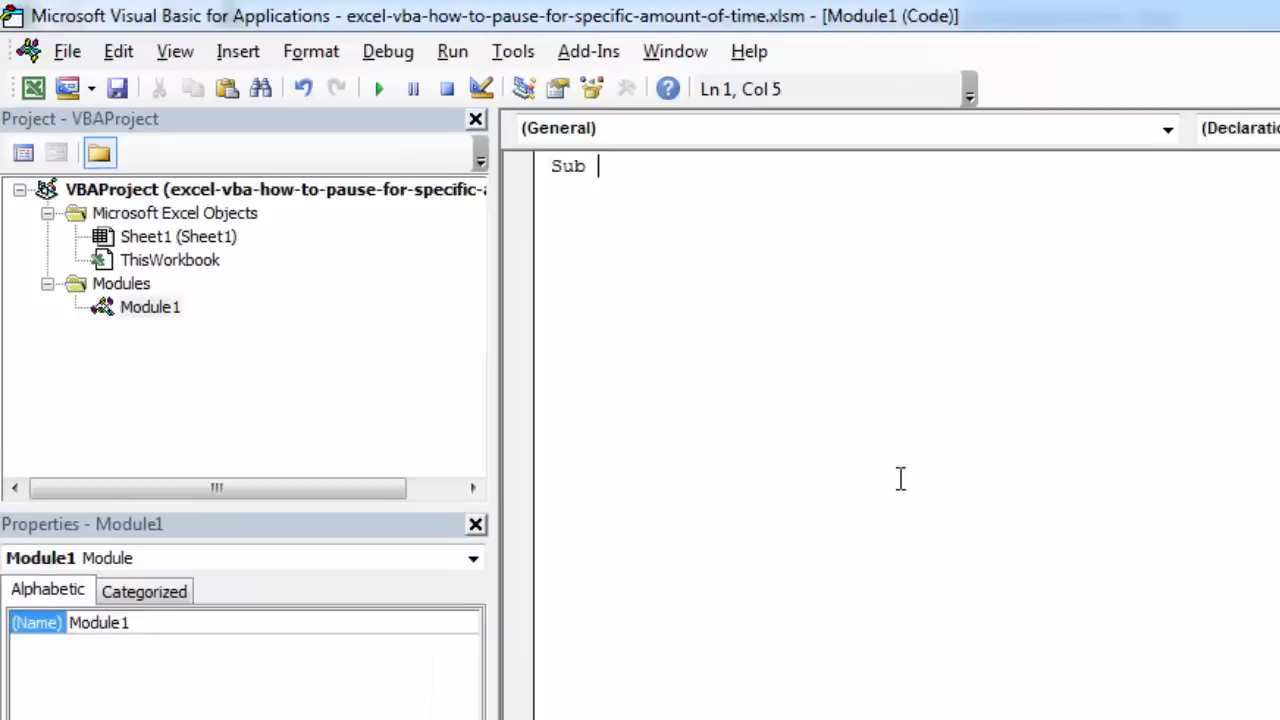 Microsoft Visual Basic for Applications - excel-vba-how-to-pause-for-specific-amount-of-time.xlsm - [Module1 (Code)]
File Edit View Insert Format Debug Run Tools Add-Ins Window Help
Ln 1, Col 5
Project - VBAProject
(General)
(Declaratio
Sub
VBAProject (excel-vba-how-to-pause-for-specific-a
Microsoft Excel Objects
Sheet1 (Sheet1)
ThisWorkbook
Modules
Module1
Properties - Module1
Module1 Module
Alphabetic Categorized
(Name) Module1